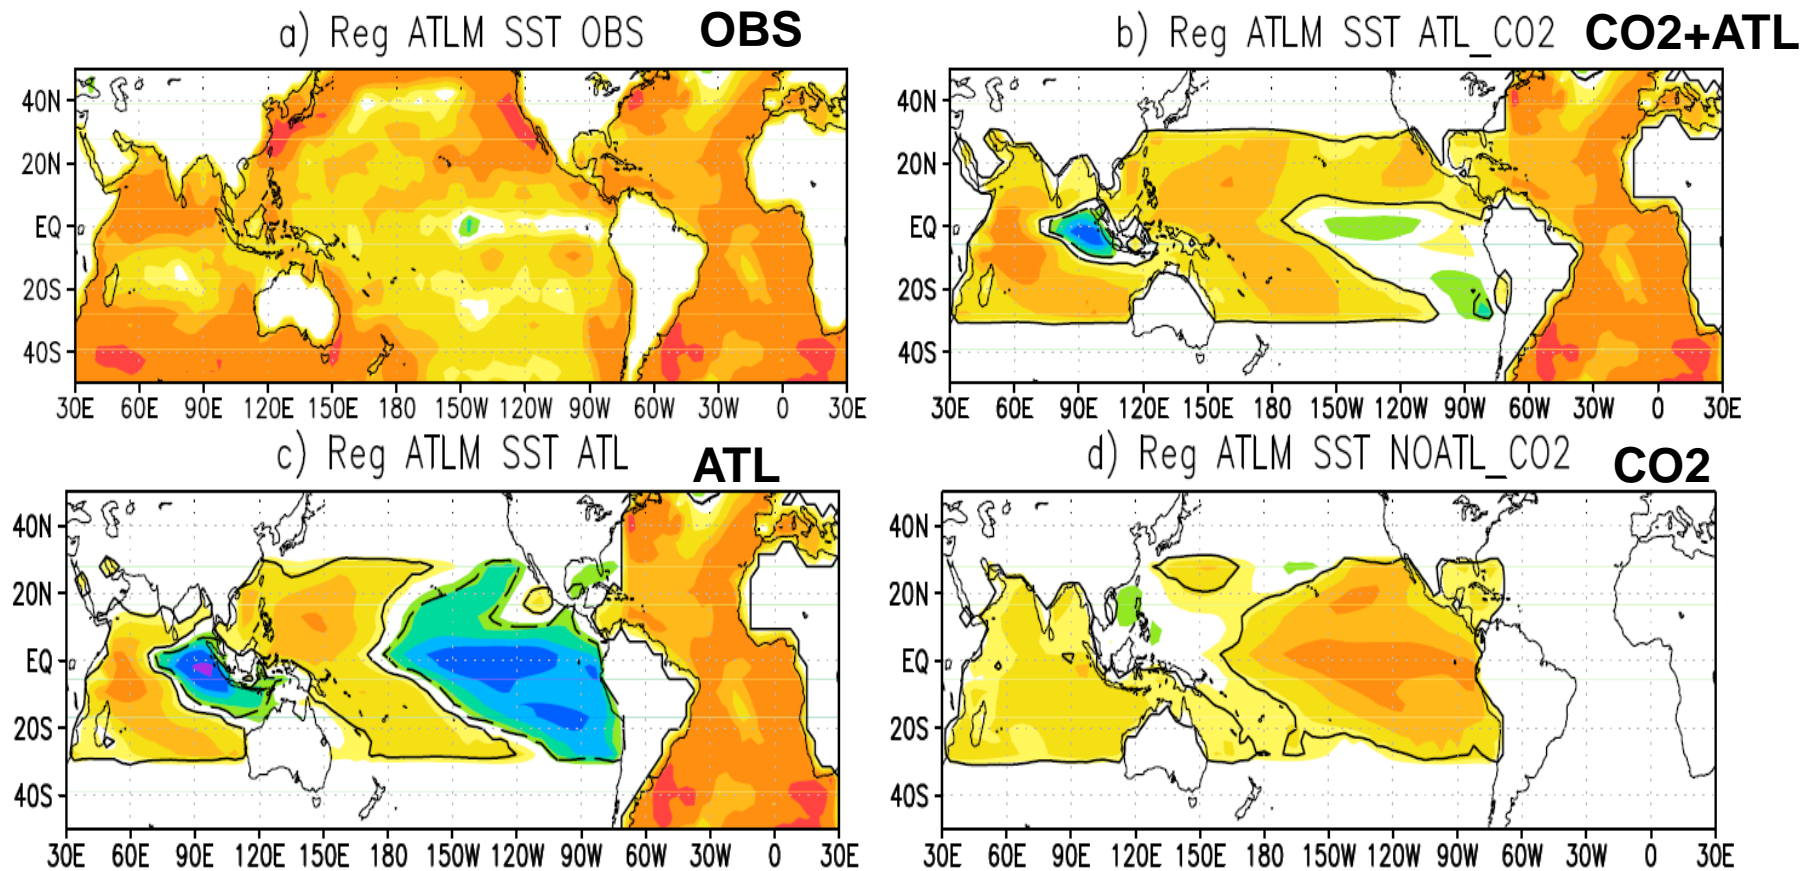 a) Reg ATLM SST OBS OBS
b) Reg ATLM SST ATL_CO2 CO2+ATL
40N
20N
EQ
20S
40S
30E 60E 90E 120E 150E 180 150W 120W 90W 60W 30W 0 30E
40N
20N
EQ
20S
40S
30E 60E 90E 120E 150E 180 150W 120W 90W 60W 30W 0 30E
c) Reg ATLM SST ATL ATL
d) Reg ATLM SST NOATL_CO2 CO2
40N
20N
EQ
20S
40S
30E 60E 90E 120E 150E 180 150W 120W 90W 60W 30W 0 30E
40N
20N
EQ
20S
40S
30E 60E 90E 120E 150E 180 150W 120W 90W 60W 30W 0 30E